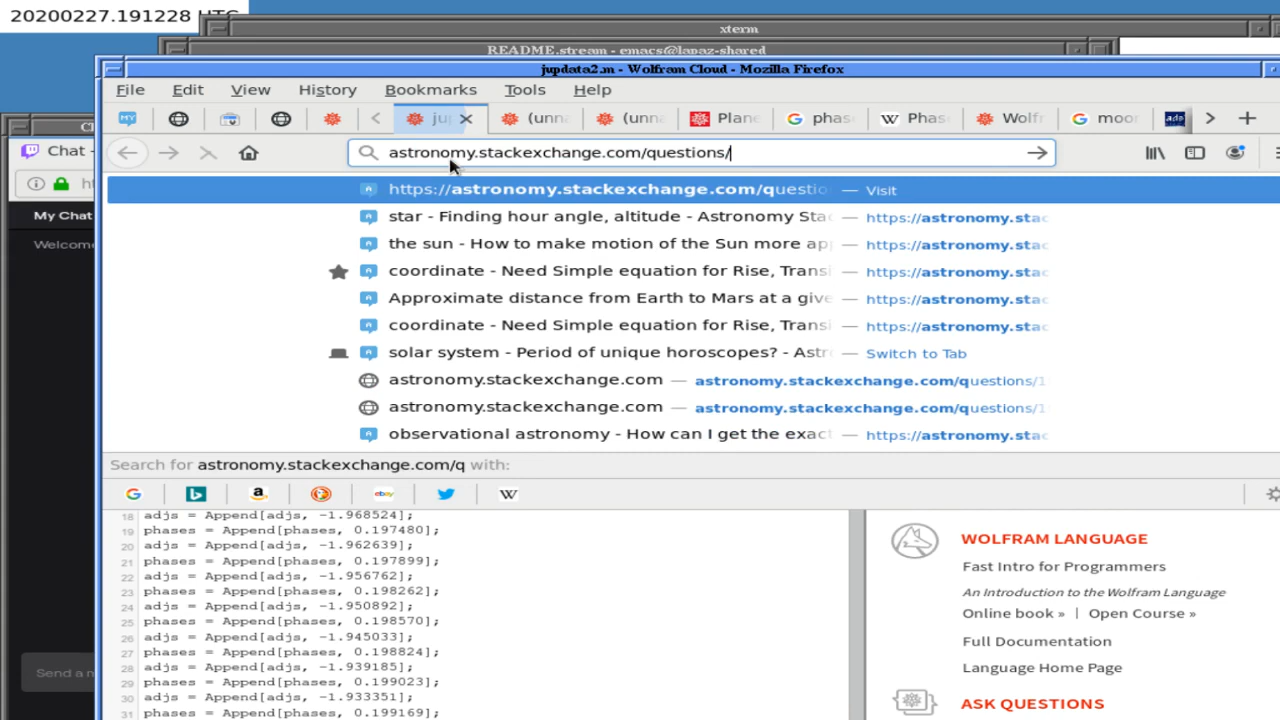 20200227.191228 UTC
xterm
README.stream - emacs@lapaz-shared
jupdata2.m - Wolfram Cloud - Mozilla Firefox
File Edit View History Bookmarks Tools Help
ju (unn (unn Plane phas Phas Wolfr moo ads
Chat -
astronomy.stackexchange.com/questions/
https://astronomy.stackexchange.com/questio — Visit
star - Finding hour angle, altitude - Astronomy Sta — https://astronomy.stac
the sun - How to make motion of the Sun more ap — https://astronomy.stac
coordinate - Need Simple equation for Rise, Transi — https://astronomy.stac
Approximate distance from Earth to Mars at a give — https://astronomy.stac
coordinate - Need Simple equation for Rise, Transi — https://astronomy.stac
solar system - Period of unique horoscopes? - Astr — Switch to Tab
astronomy.stackexchange.com — astronomy.stackexchange.com/questions/1
astronomy.stackexchange.com — astronomy.stackexchange.com/questions/1
observational astronomy - How can I get the exact — https://astronomy.stac
My Chat
Welcome
Search for astronomy.stackexchange.com/q with:
18 adjs = Append[adjs, -1.968524];
19 phases = Append[phases, 0.197480];
20 adjs = Append[adjs, -1.962639];
21 phases = Append[phases, 0.197899];
22 adjs = Append[adjs, -1.956762];
23 phases = Append[phases, 0.198262];
24 adjs = Append[adjs, -1.950892];
25 phases = Append[phases, 0.198570];
26 adjs = Append[adjs, -1.945033];
27 phases = Append[phases, 0.198824];
28 adjs = Append[adjs, -1.939185];
29 phases = Append[phases, 0.199023];
30 adjs = Append[adjs, -1.933351];
31 phases = Append[phases, 0.199169];
Send a m
WOLFRAM LANGUAGE
Fast Intro for Programmers
An Introduction to the Wolfram Language
Online book » | Open Course »
Full Documentation
Language Home Page
ASK QUESTIONS